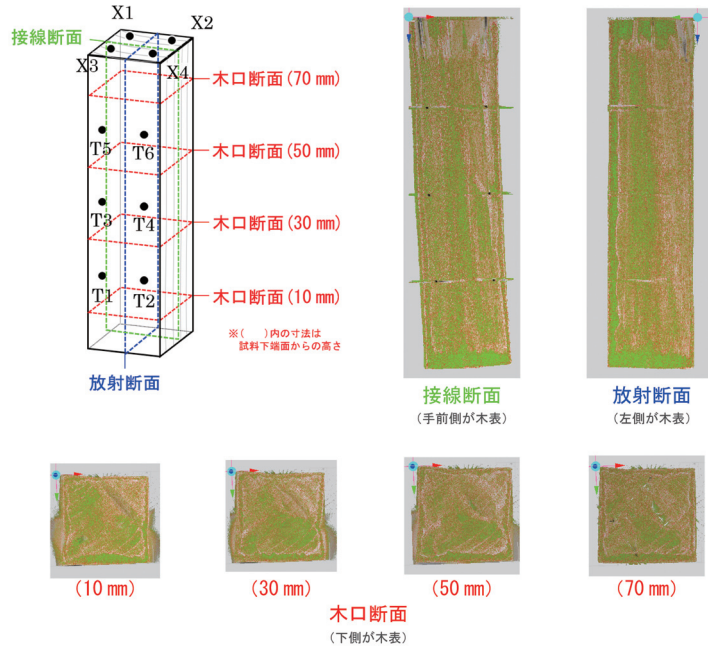 X1
X2
接線断面
X3
X4
木口断面(70 mm)
T5
T6
木口断面(50 mm)
T3
T4
木口断面(30 mm)
T1
T2
木口断面(10 mm)
※( )内の寸法は
試料下端面からの高さ
放射断面
接線断面
(手前側が木表)
放射断面
(左側が木表)
(10 mm)
(30 mm)
(50 mm)
(70 mm)
木口断面
(下側が木表)